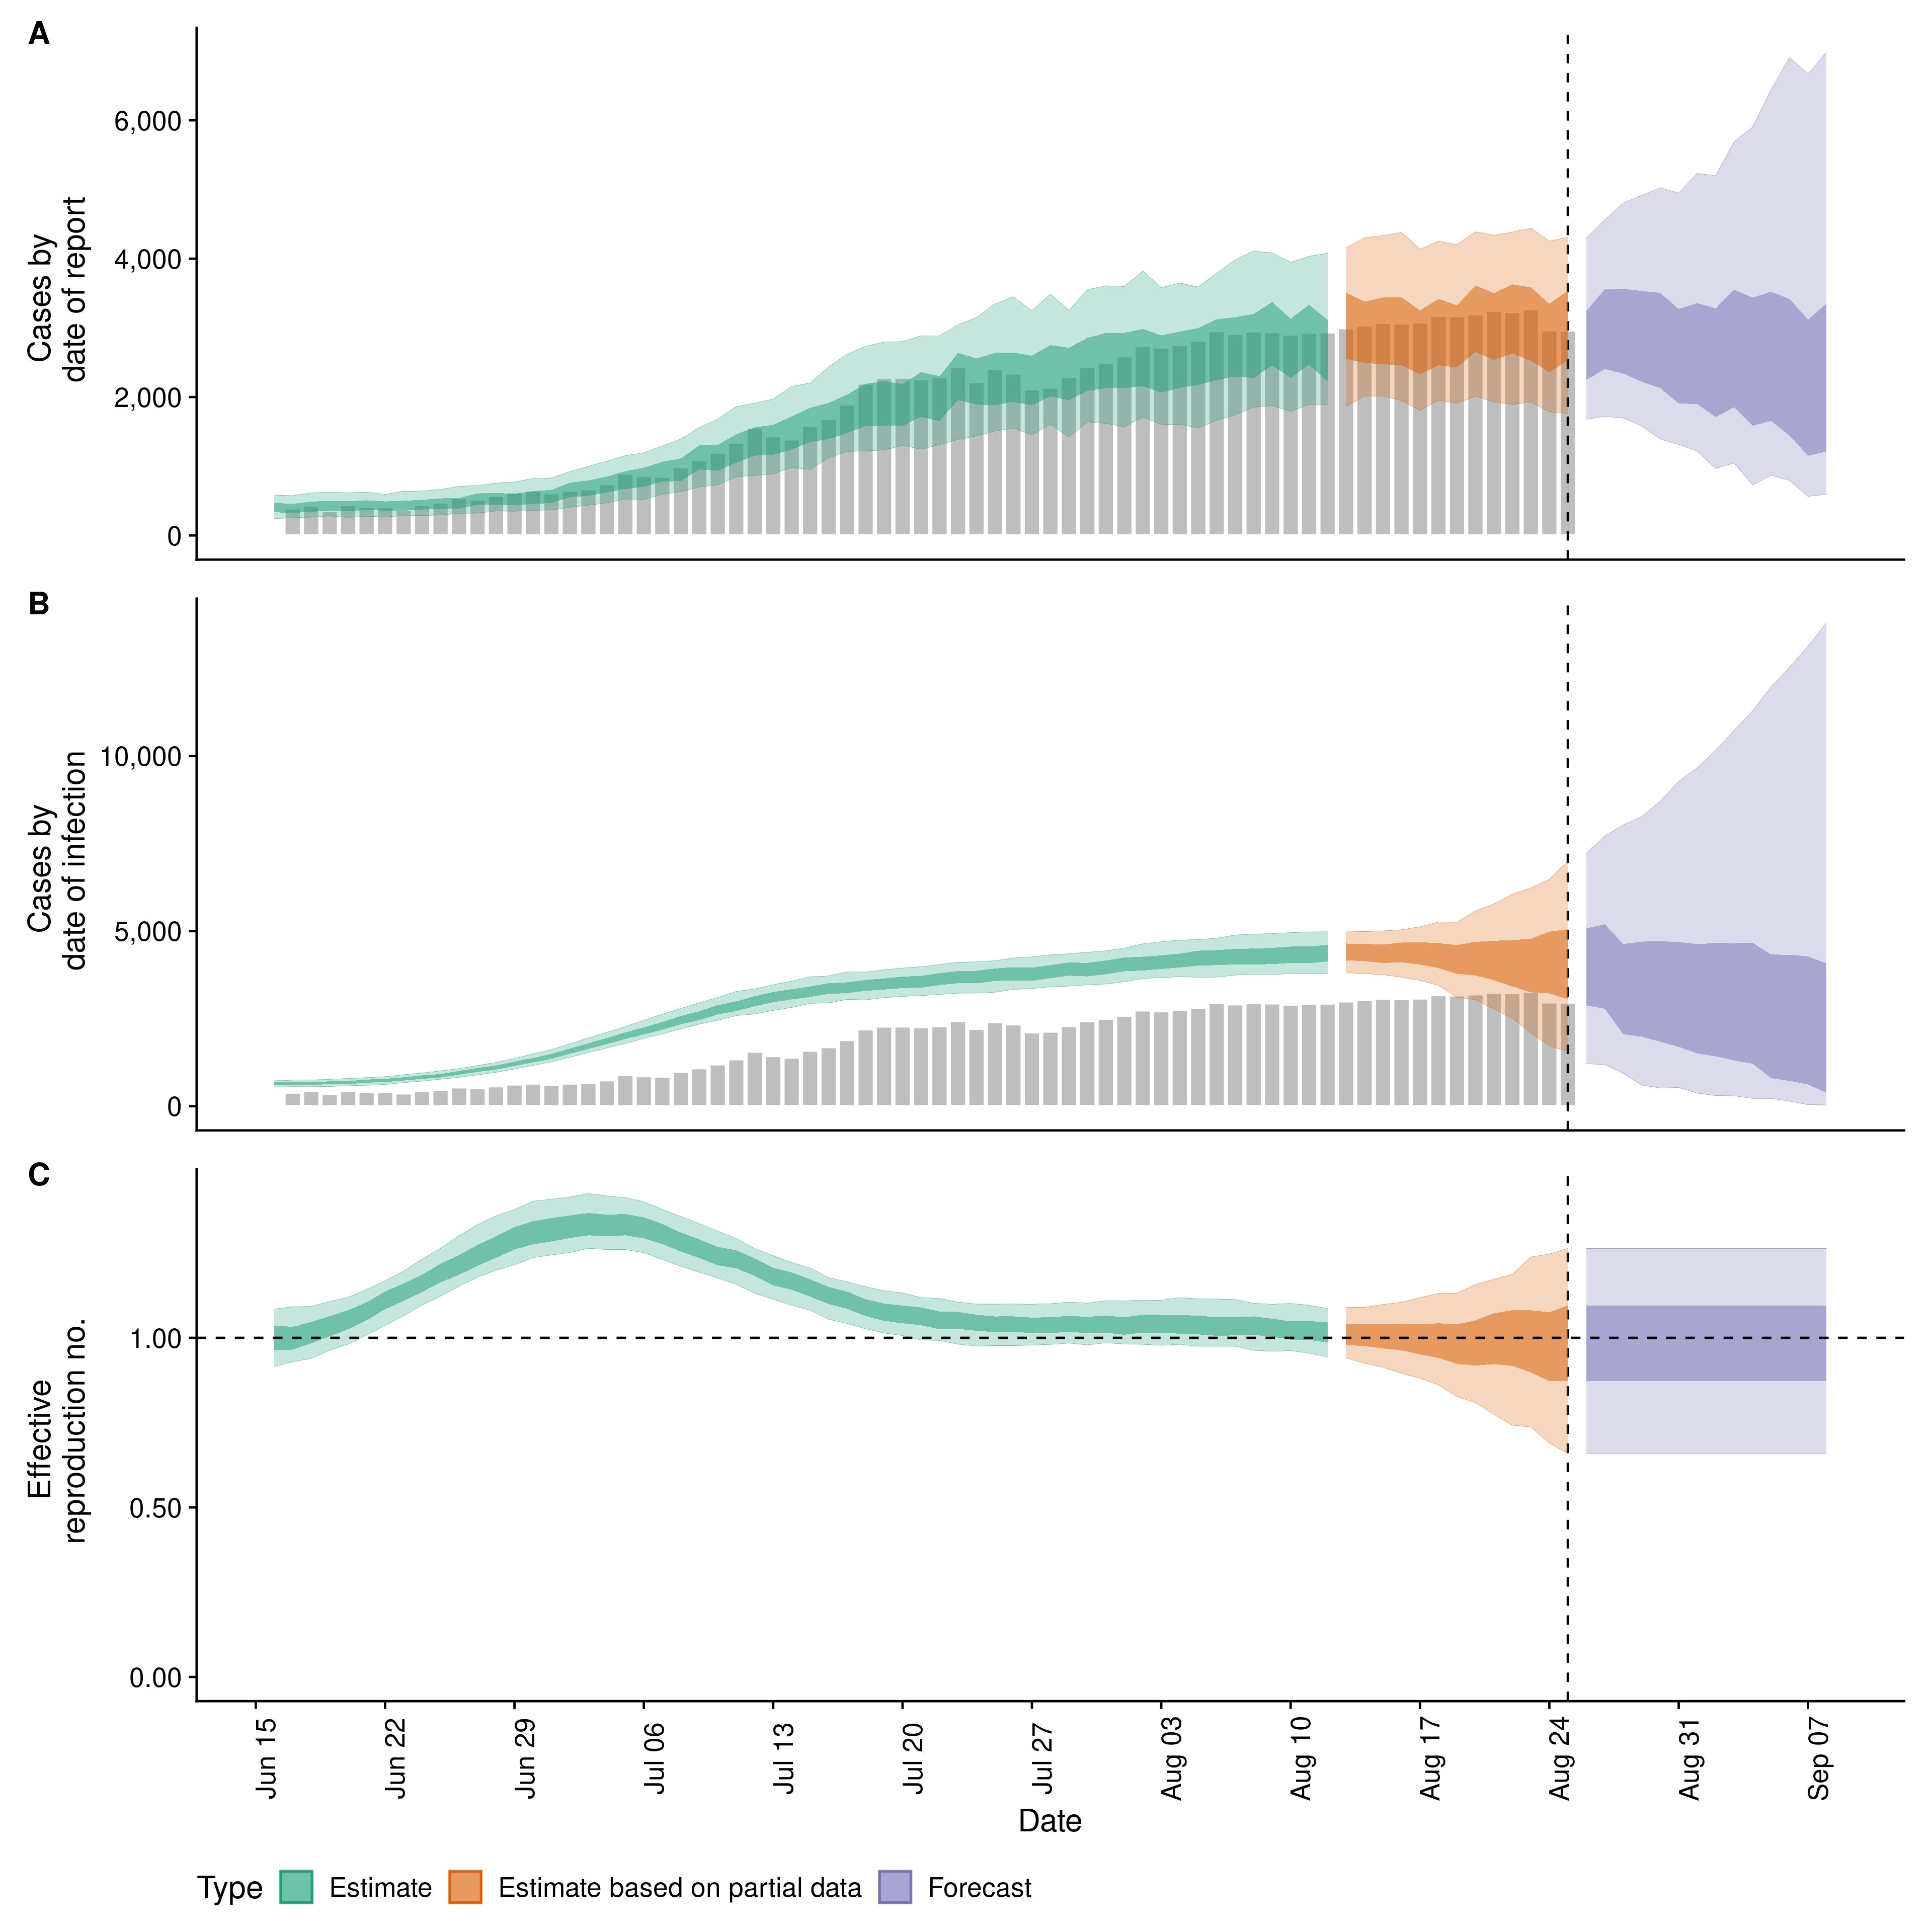 A
Cases by
date of report
6,000
4,000
2,000
0
B
Cases by
date of infection
10,000
5,000
0
C
Effective
reproduction no.
1.00
0.50
0.00
Jun 15
Jun 22
Jun 29
Jul 06
Jul 13
Jul 20
Jul 27
Aug 03
Aug 10
Aug 17
Aug 24
Aug 31
Sep 07
Date
Type Estimate Estimate based on partial data Forecast